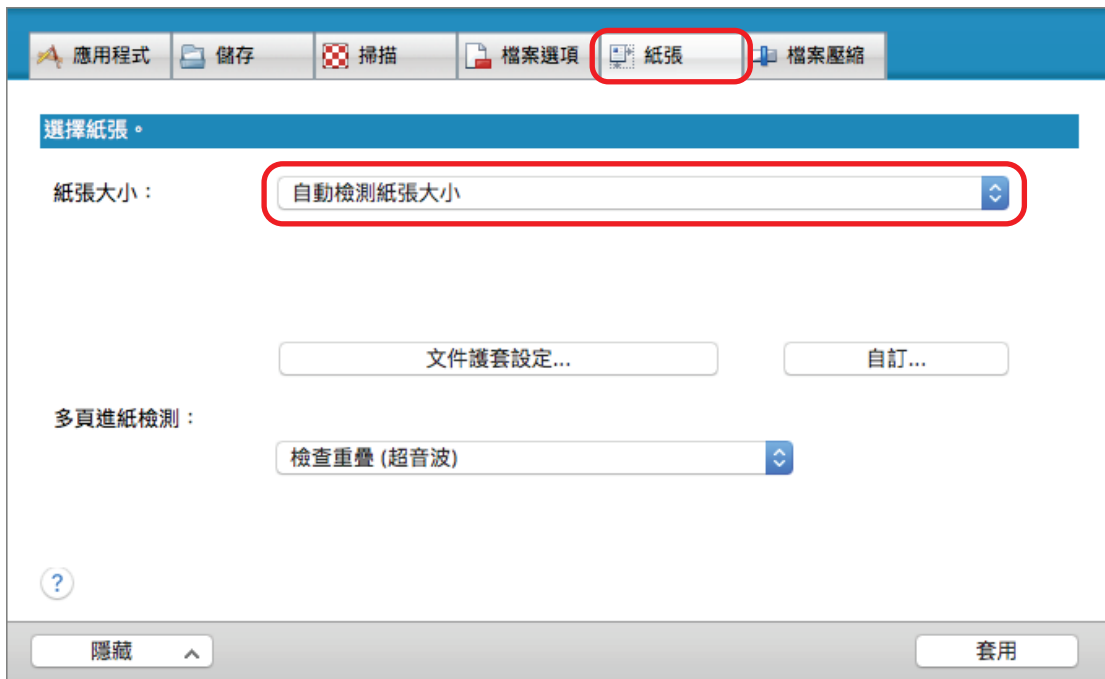 應用程式 儲存 掃描 檔案選項 紙張 檔案壓縮
選擇紙張。
紙張大小： 自動檢測紙張大小
文件護套設定... 自訂...
多頁進紙檢測：
檢查重疊 (超音波)
?
隱藏 套用